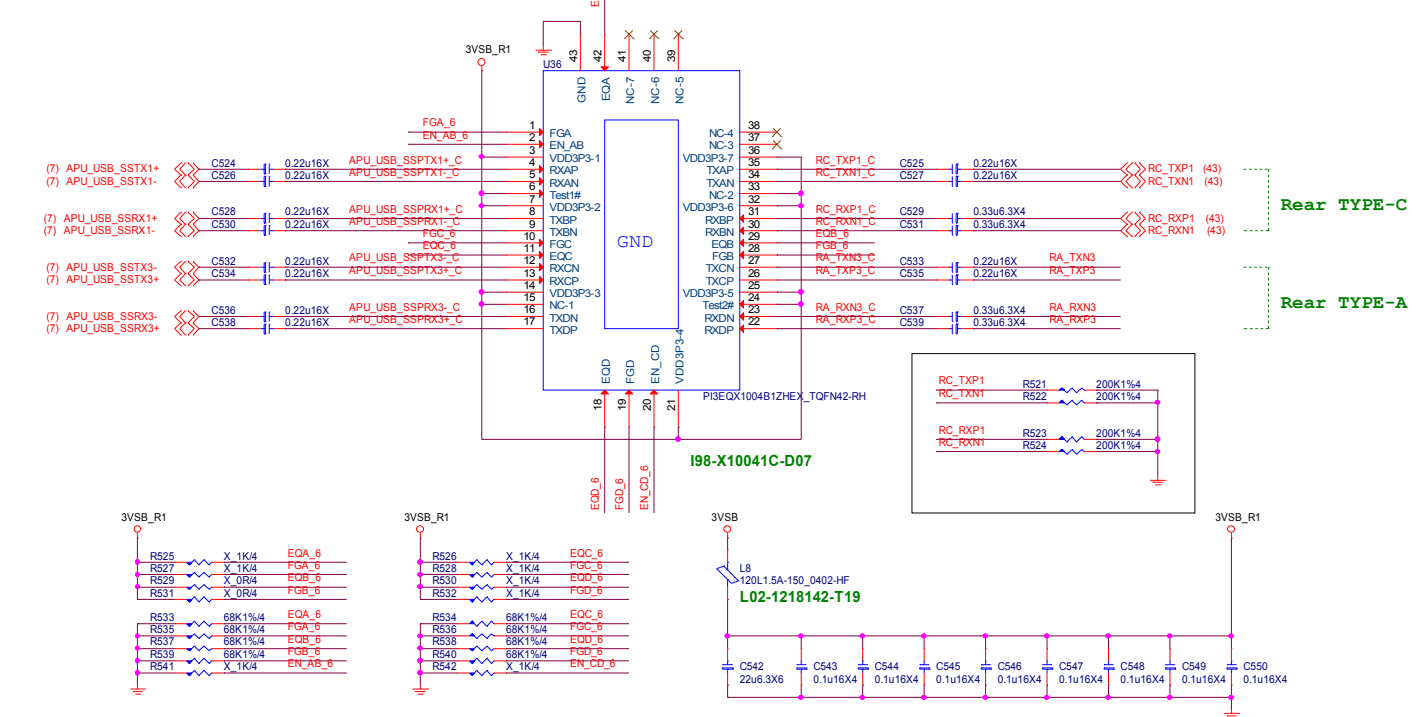 E
3VSB_R1
U36
43
42
41
40
39
GND
EQA
NC-7
NC-6
NC-5
FGA_6 1 FGA
EN_AB_6 2 EN_AB
3 VDD3P3-1
(7) APU_USB_SSTX1+ C524 0.22u16X APU_USB_SSPTX1+_C 4 RXAP
(7) APU_USB_SSTX1- C526 0.22u16X APU_USB_SSPTX1-_C 5 RXAN
6 Test1#
7 VDD3P3-2
(7) APU_USB_SSRX1+ C528 0.22u16X APU_USB_SSPRX1+_C 8 TXBP
(7) APU_USB_SSRX1- C530 0.22u16X APU_USB_SSPRX1-_C 9 TXBN
FGC_6 10 FGC
EQC_6 11 EQC
(7) APU_USB_SSTX3- C532 0.22u16X APU_USB_SSPTX3-_C 12 RXCN
(7) APU_USB_SSTX3+ C534 0.22u16X APU_USB_SSPTX3+_C 13 RXCP
14 VDD3P3-3
15 NC-1
(7) APU_USB_SSRX3- C536 0.22u16X APU_USB_SSPRX3-_C 16 TXDN
(7) APU_USB_SSRX3+ C538 0.22u16X APU_USB_SSPRX3+_C 17 TXDP
GND
NC-4 38
NC-3 37
VDD3P3-7 36
TXAP 35 RC_TXP1_C C525 0.22u16X RC_TXP1 (43)
TXAN 34 RC_TXN1_C C527 0.22u16X RC_TXN1 (43)
NC-2 33
VDD3P3-6 32
RXBP 31 RC_RXP1_C C529 0.33u6.3X4 RC_RXP1 (43)
RXBN 30 RC_RXN1_C C531 0.33u6.3X4 RC_RXN1 (43)
EQB 29 EQB_6
FGB 28 FGB_6
TXCN 27 RA_TXN3_C C533 0.22u16X RA_TXN3
TXCP 26 RA_TXP3_C C535 0.22u16X RA_TXP3
VDD3P3-5 25
Test2# 24
RXDN 23 RA_RXN3_C C537 0.33u6.3X4 RA_RXN3
RXDP 22 RA_RXP3_C C539 0.33u6.3X4 RA_RXP3
Rear TYPE-C
Rear TYPE-A
EQD
FGD
EN_CD
VDD3P3-4
18
19
20
21
EQD_6
FGD_6
EN_CD_6
PI3EQX1004B1ZHEX_TQFN42-RH
I98-X10041C-D07
RC_TXP1 R521 200K1%4
RC_TXN1 R522 200K1%4
RC_RXP1 R523 200K1%4
RC_RXN1 R524 200K1%4
3VSB_R1
R525 X_1K/4 EQA_6
R527 X_1K/4 FGA_6
R529 X_0R/4 EQB_6
R531 X_0R/4 FGB_6
R533 68K1%/4 EQA_6
R535 68K1%/4 FGA_6
R537 68K1%/4 EQB_6
R539 68K1%/4 FGB_6
R541 X_1K/4 EN_AB_6
3VSB_R1
R526 X_1K/4 EQC_6
R528 X_1K/4 FGC_6
R530 X_1K/4 EQD_6
R532 X_1K/4 FGD_6
R534 68K1%/4 EQC_6
R536 68K1%/4 FGC_6
R538 68K1%/4 EQD_6
R540 68K1%/4 FGD_6
R542 X_1K/4 EN_CD_6
3VSB
3VSB_R1
L8
120L1.5A-150_0402-HF
L02-1218142-T19
C542 C543 C544 C545 C546 C547 C548 C549 C550
22u6.3X6 0.1u16X4 0.1u16X4 0.1u16X4 0.1u16X4 0.1u16X4 0.1u16X4 0.1u16X4 0.1u16X4